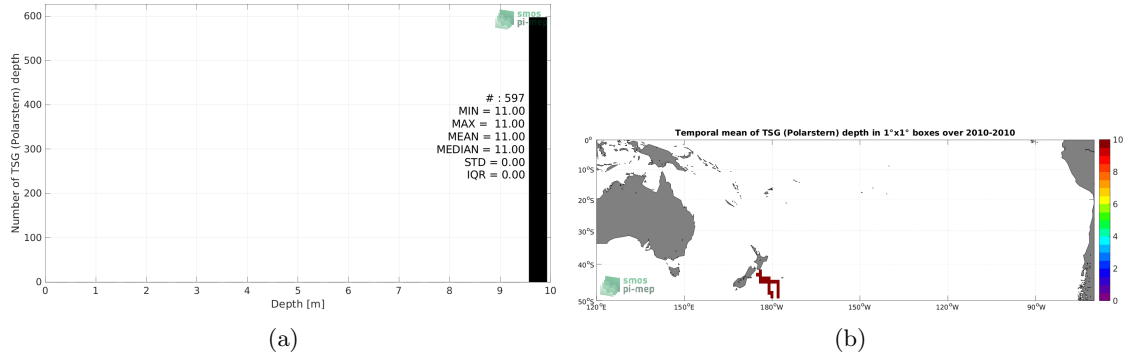 600
500
400
300
200
100
0
Number of TSG (Polarstern) depth
smos
pi-mep
# : 597
MIN = 11.00
MAX = 11.00
MEAN = 11.00
MEDIAN = 11.00
STD = 0.00
IQR = 0.00
0 1 2 3 4 5 6 7 8 9 10
Depth [m]
(a)
Temporal mean of TSG (Polarstern) depth in 1°x1° boxes over 2010-2010
0°
10°S
20°S
30°S
40°S
50°S
120°E 150°E 180°W 150°W 120°W 90°W
smos
pi-mep
10
8
6
4
2
0
(b)